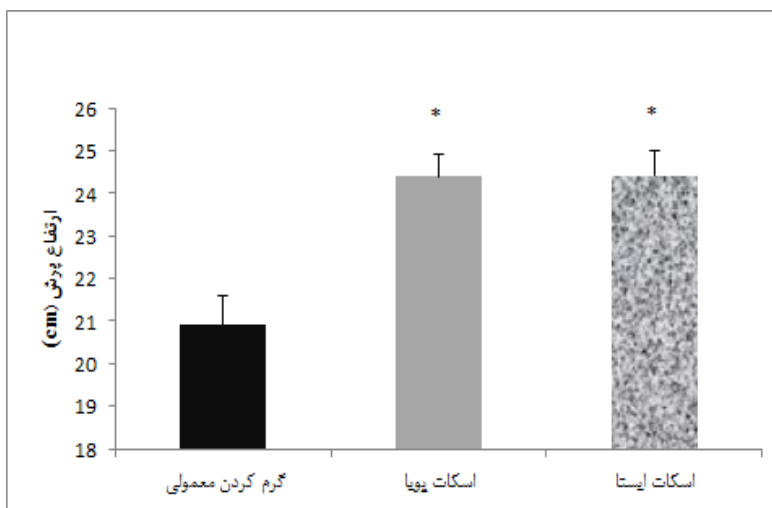 * *
26
25
24
23
22
21
20
19
18
ارتفاع پرش (cm)
گرم کردن معمولی
اسکات پویا
اسکات ایستا